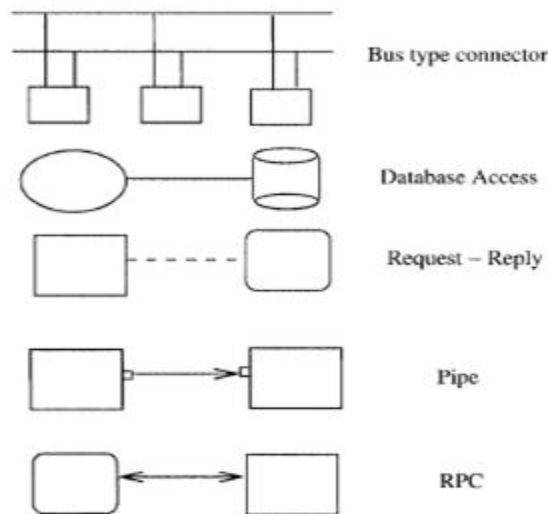 Bus type connector
Database Access
Request – Reply
Pipe
RPC